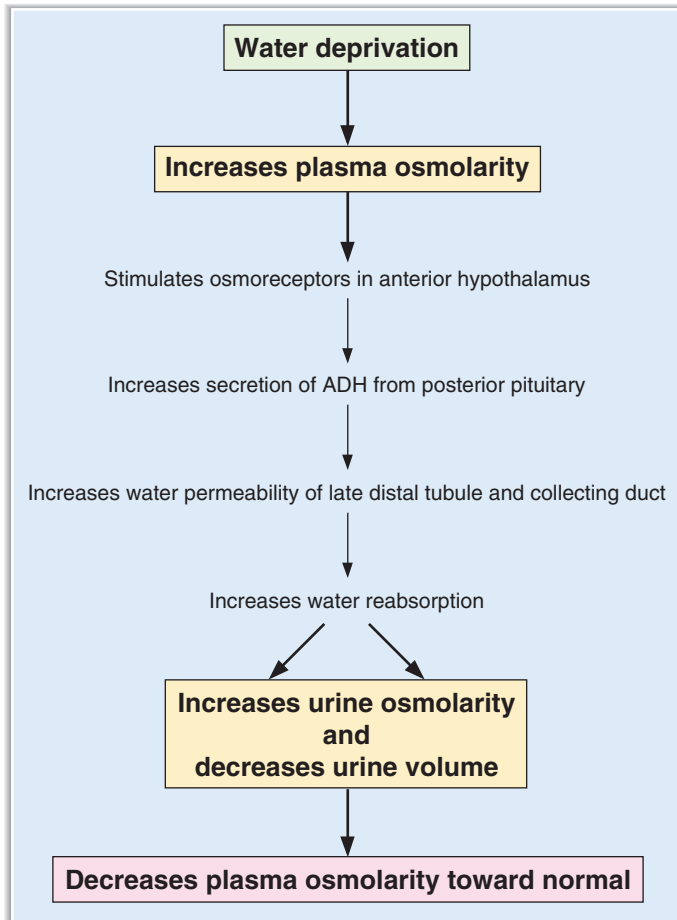 Water deprivation
Increases plasma osmolarity
Stimulates osmoreceptors in anterior hypothalamus
Increases secretion of ADH from posterior pituitary
Increases water permeability of late distal tubule and collecting duct
Increases water reabsorption
Increases urine osmolarity
and
decreases urine volume
Decreases plasma osmolarity toward normal